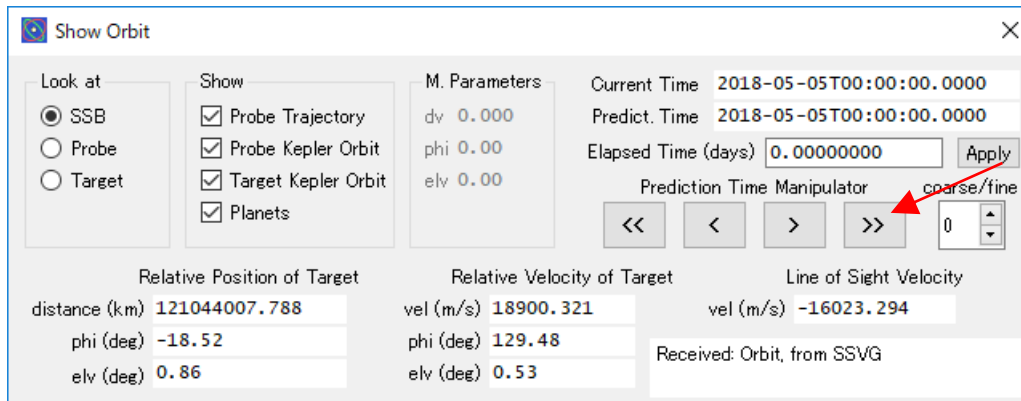 Show Orbit
Look at
SSB
Probe
Target
Show
Probe Trajectory
Probe Kepler Orbit
Target Kepler Orbit
Planets
M. Parameters
dv 0.000
phi 0.00
elv 0.00
Current Time 2018-05-05T00:00:00.0000
Predict. Time 2018-05-05T00:00:00.0000
Elapsed Time (days) 0.00000000 Apply
Prediction Time Manipulator coarse/fine
<< < > >> 0
Relative Position of Target
distance (km) 121044007.788
phi (deg) -18.52
elv (deg) 0.86
Relative Velocity of Target
vel (m/s) 18900.321
phi (deg) 129.48
elv (deg) 0.53
Line of Sight Velocity
vel (m/s) -16023.294
Received: Orbit, from SSVG